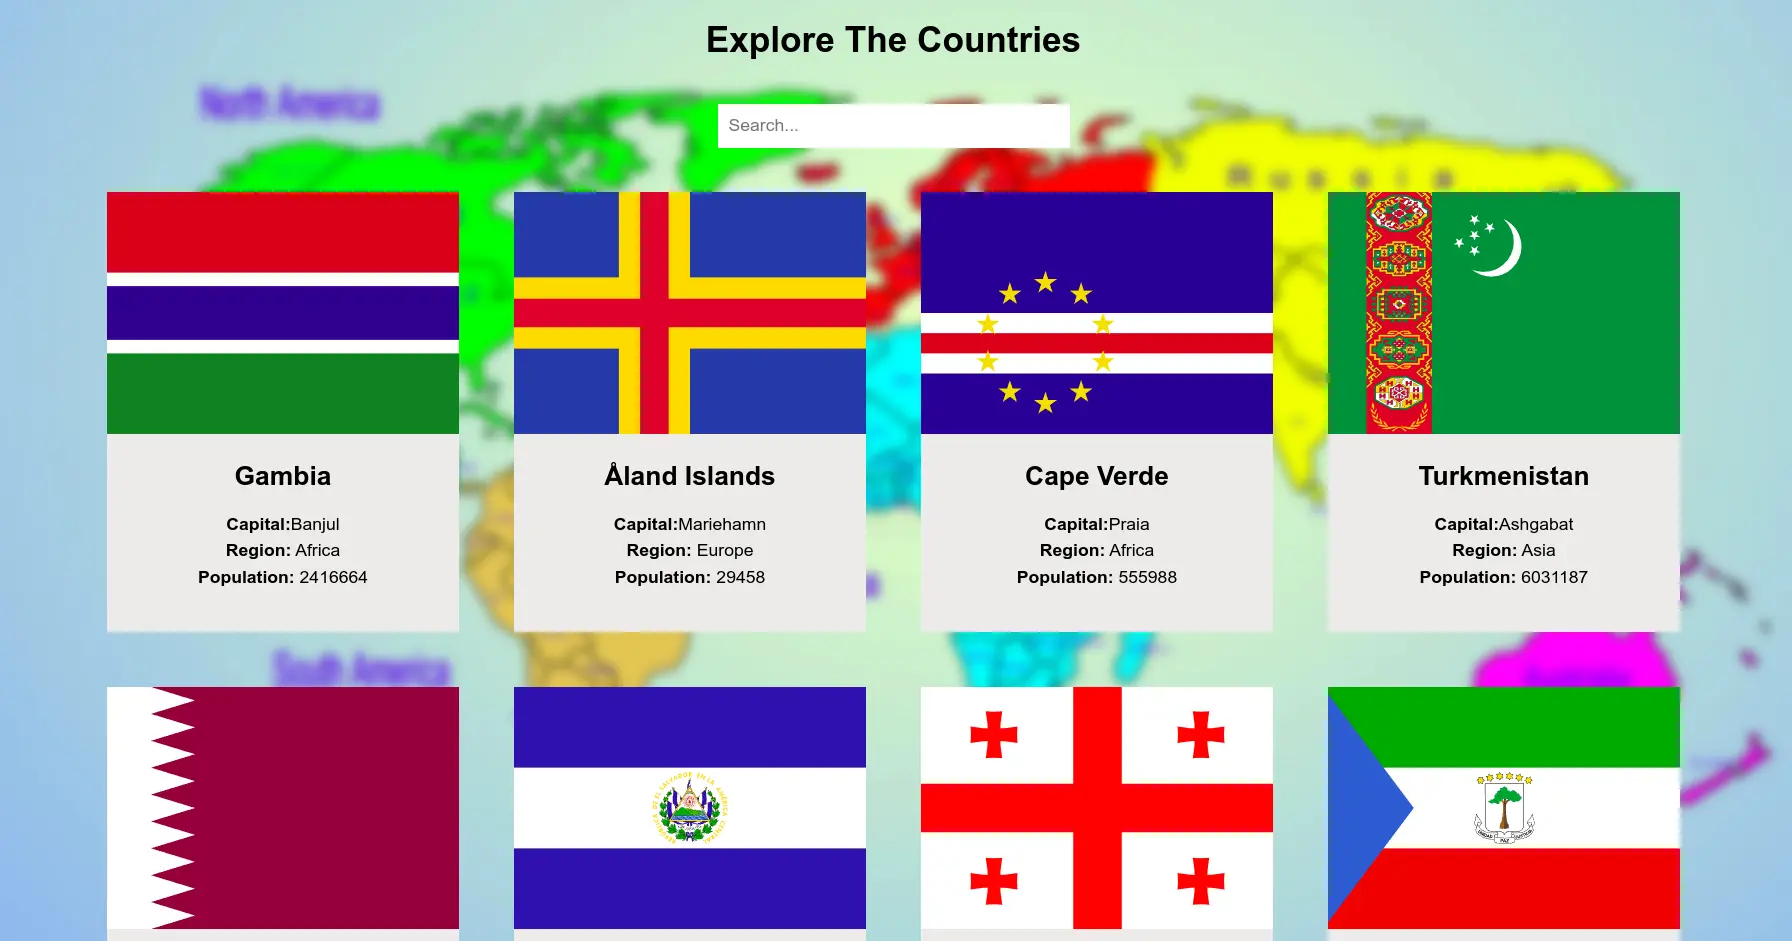 Explore The Countries
North America
Search...
Russia
Gambia
Capital:Banjul
Region: Africa
Population: 2416664
Åland Islands
Capital:Mariehamn
Region: Europe
Population: 29458
Cape Verde
Capital:Praia
Region: Africa
Population: 555988
Turkmenistan
Capital:Ashgabat
Region: Asia
Population: 6031187
South America
Australia